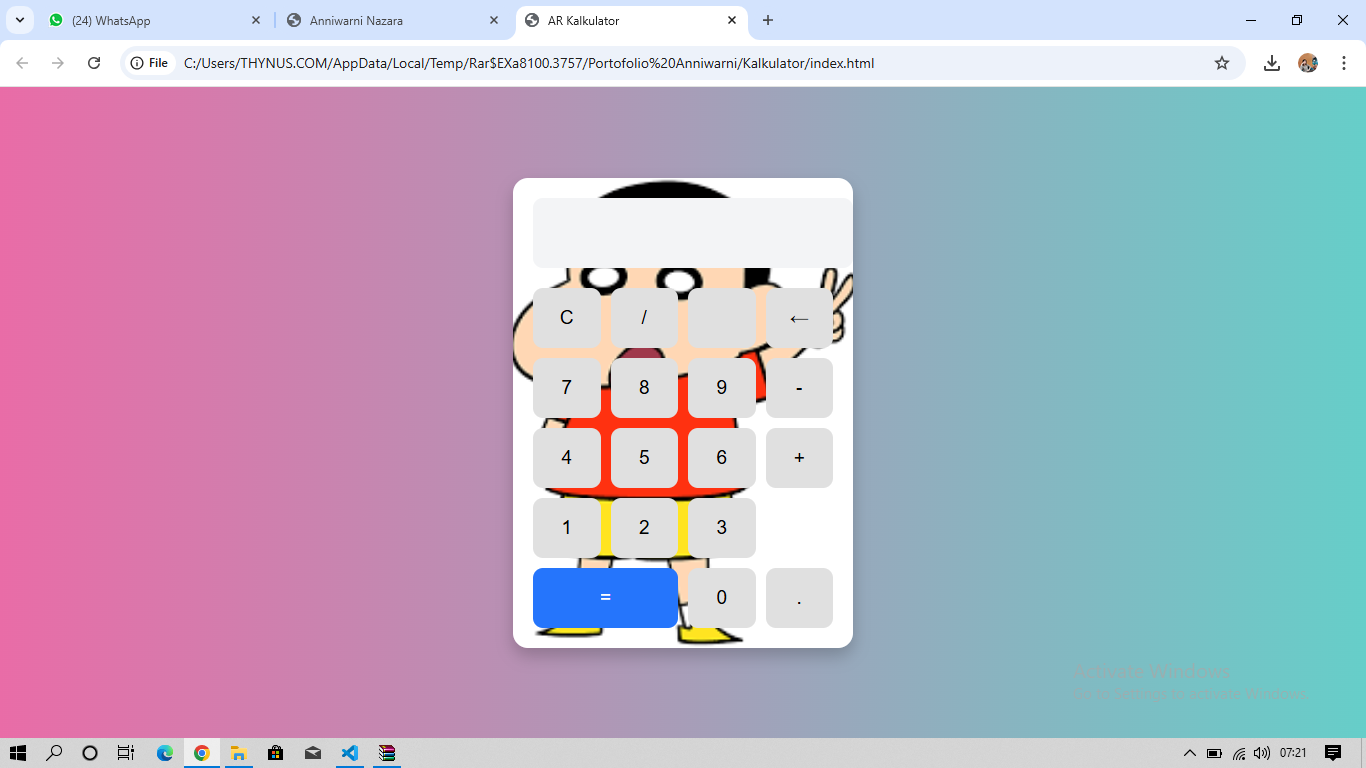 (24) WhatsApp
Anniwarni Nazara
AR Kalkulator
File
C:/Users/THYNUS.COM/AppData/Local/Temp/Rar$EXa8100.3757/Portofolio%20Anniwarni/Kalkulator/index.html
C / ←
7 8 9 -
4 5 6 +
1 2 3
= 0 .
Activate Windows
Go to Settings to activate Windows.
07:21